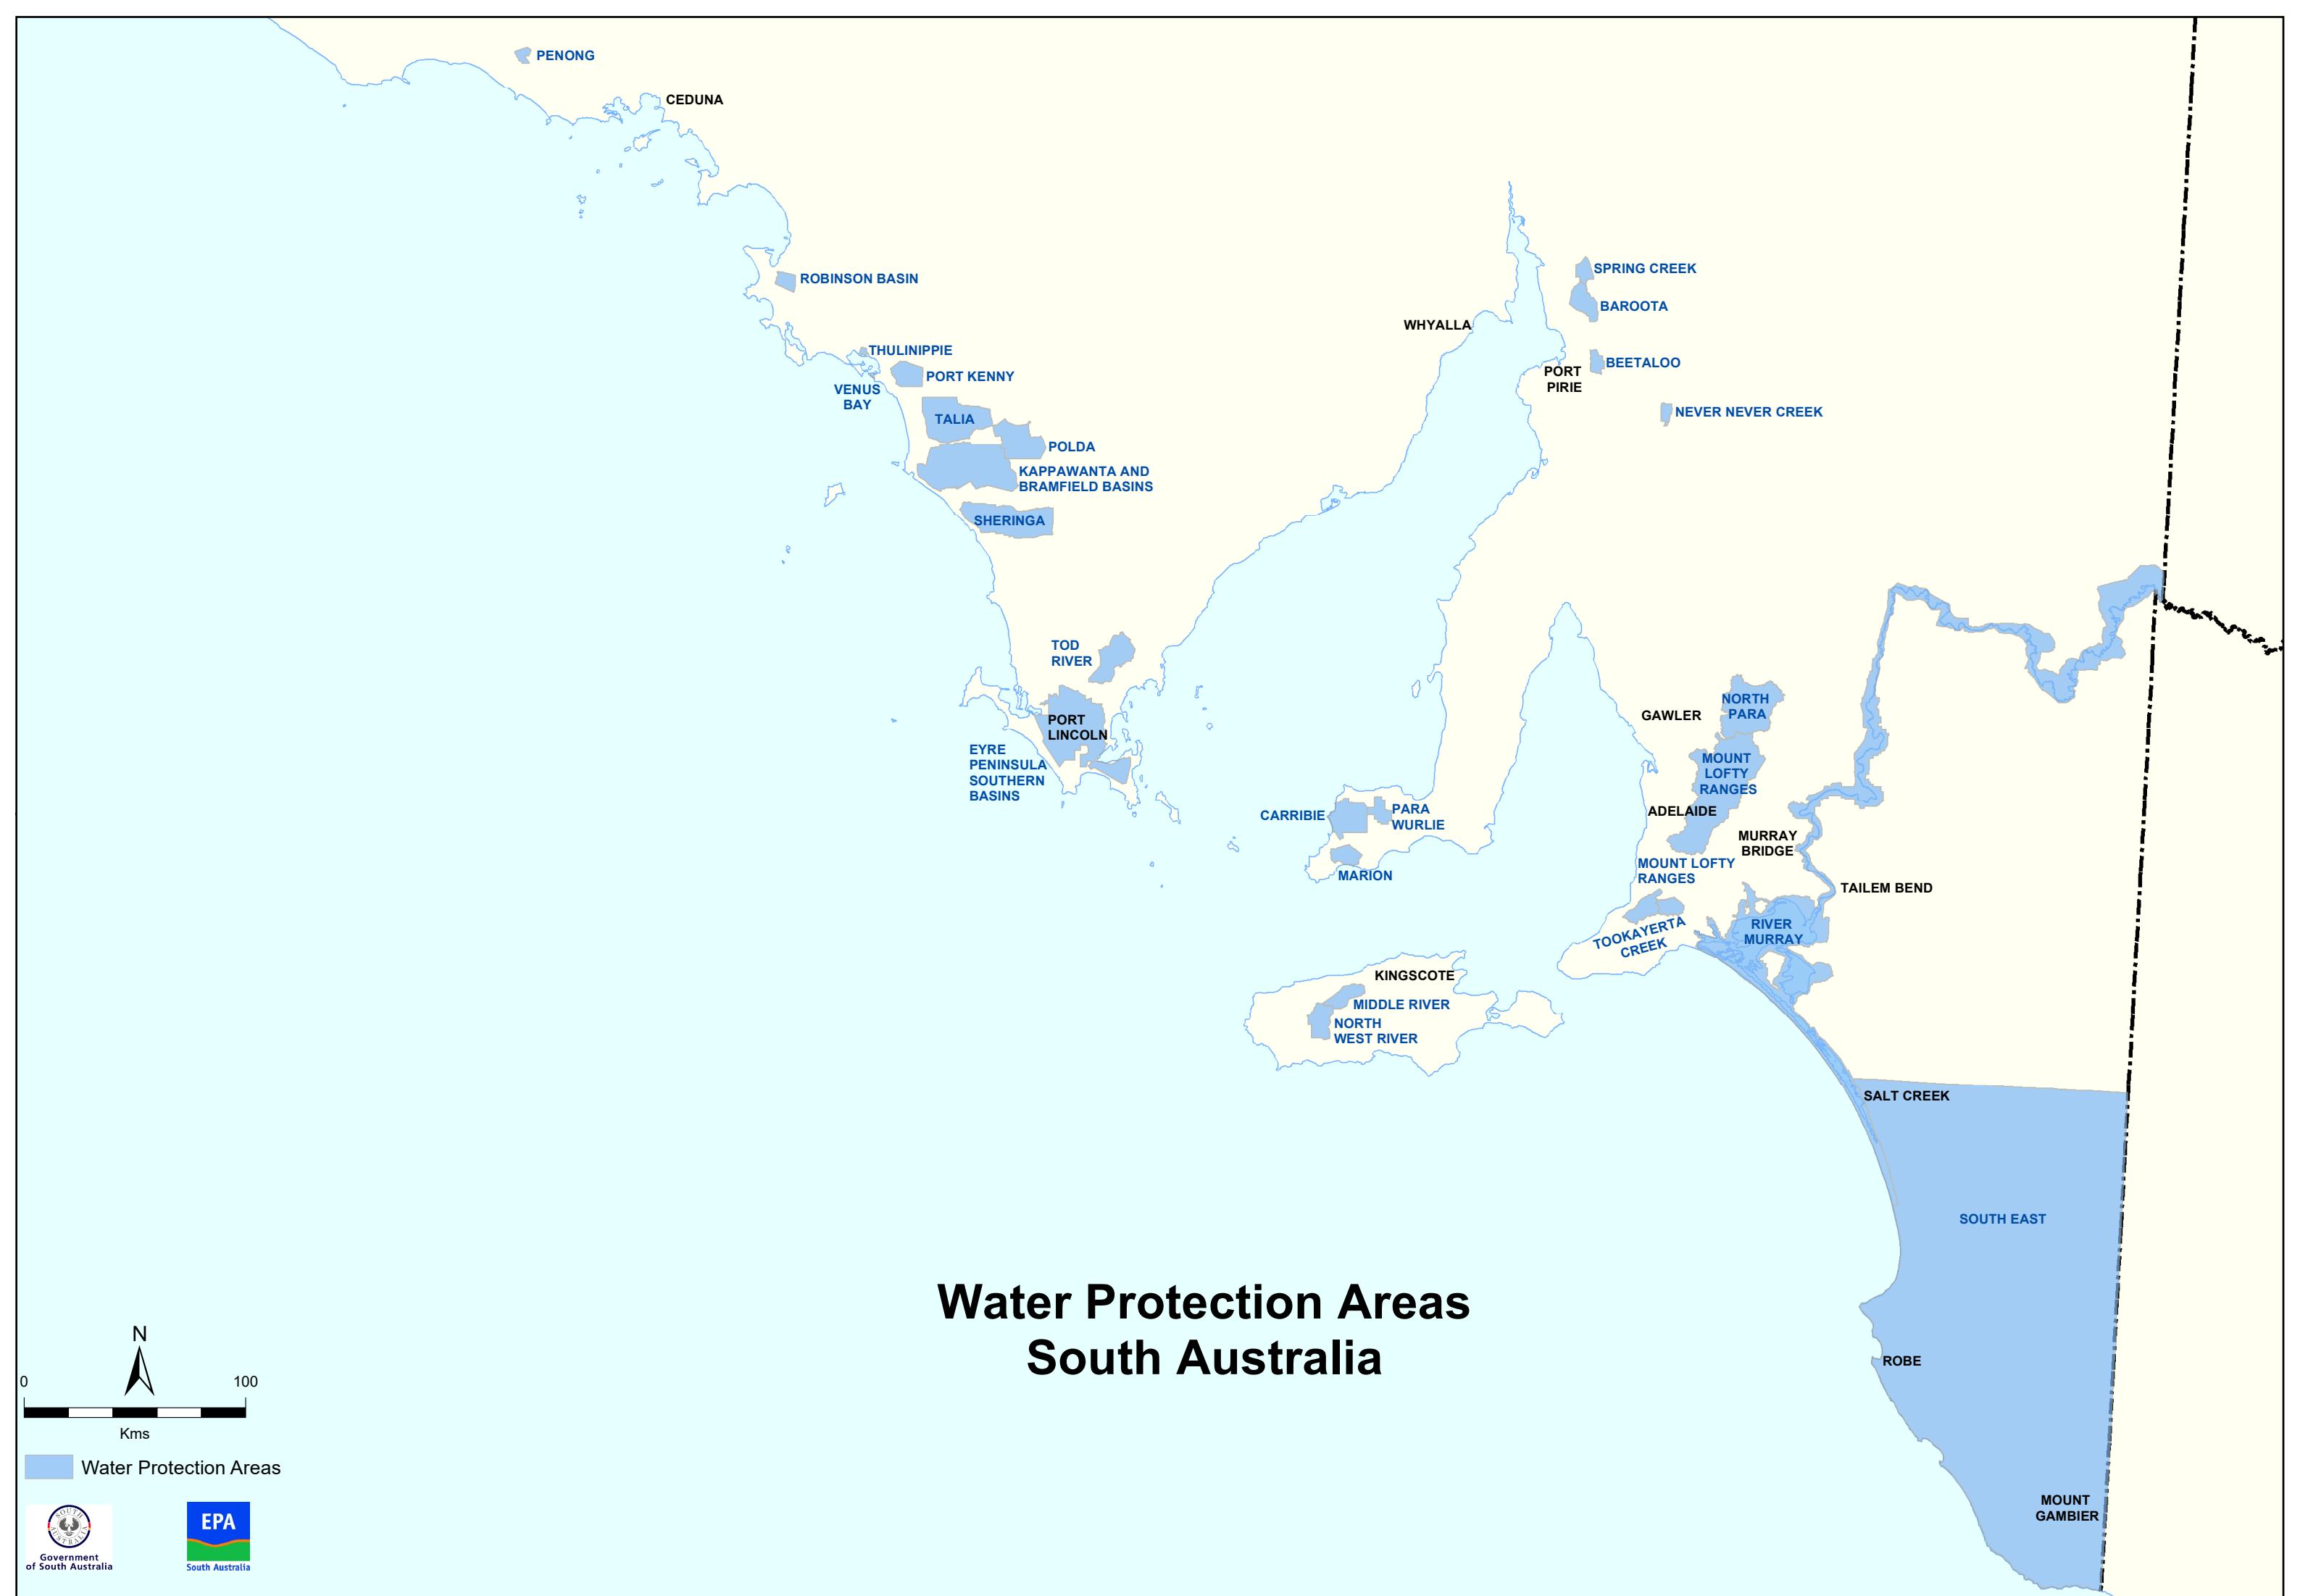 PENONG
CEDUNA
ROBINSON BASIN
SPRING CREEK
BAROOTA
WHYALLA
THULINIPPIE
PORT KENNY
VENUS
BAY
BEETALOO
PORT
PIRIE
NEVER NEVER CREEK
TALIA
POLDA
KAPPAWANTA AND
BRAMFIELD BASINS
SHERINGA
TOD
RIVER
PORT
LINCOLN
EYRE
PENINSULA
SOUTHERN
BASINS
NORTH
PARA
GAWLER
MOUNT
LOFTY
RANGES
ADELAIDE
CARRIBIE
PARA
WURLIE
MARION
MURRAY
BRIDGE
MOUNT LOFTY
RANGES
TAILEM BEND
TOOKAYERTA
CREEK
RIVER
MURRAY
KINGSCOTE
MIDDLE RIVER
NORTH
WEST RIVER
SALT CREEK
SOUTH EAST
ROBE
MOUNT
GAMBIER
Water Protection Areas
South Australia
N
0 100
Kms
Water Protection Areas
SOUTH
AUSTRALIA
Government
of South Australia
EPA
South Australia